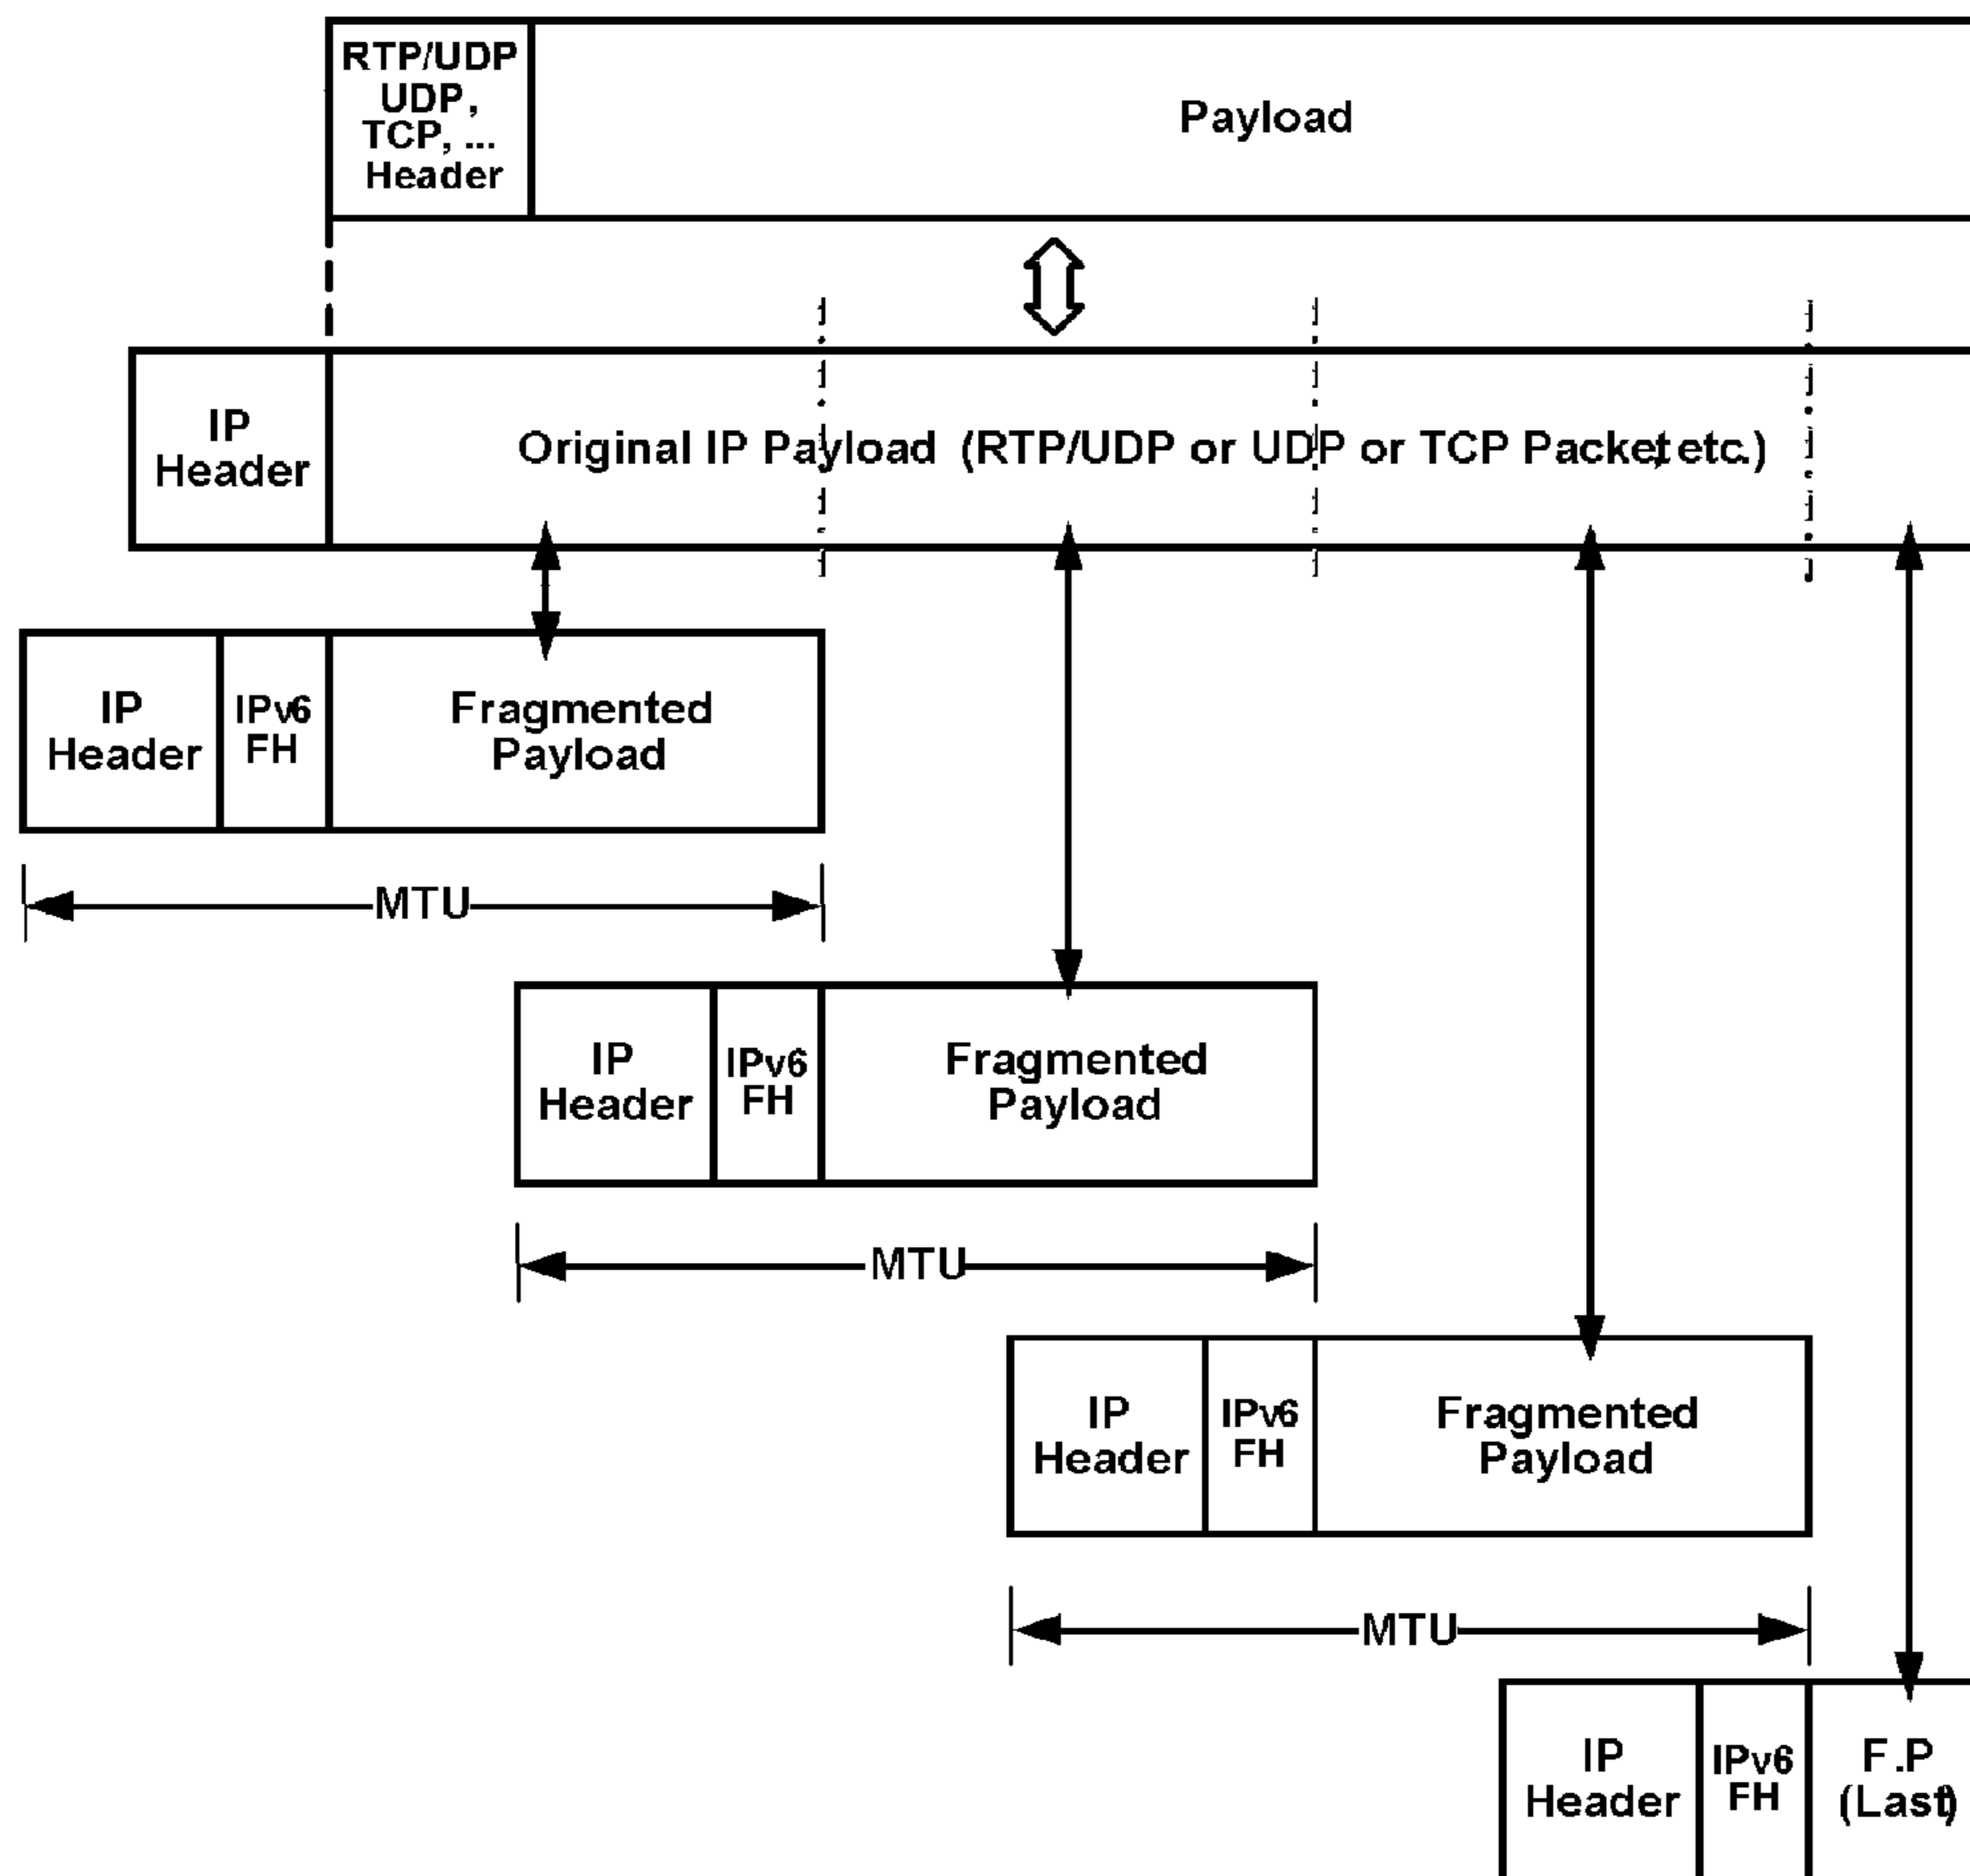 RTP/UDP
UDP,
TCP, ...
Header
Payload
IP
Header
Original IP Payload (RTP/UDP or UDP or TCP Packet, etc.)
IP
Header
IPv6
FH
Fragmented
Payload
MTU
IP
Header
IPv6
FH
Fragmented
Payload
MTU
IP
Header
IPv6
FH
Fragmented
Payload
MTU
IP
Header
IPv6
FH
F.P
(Last)